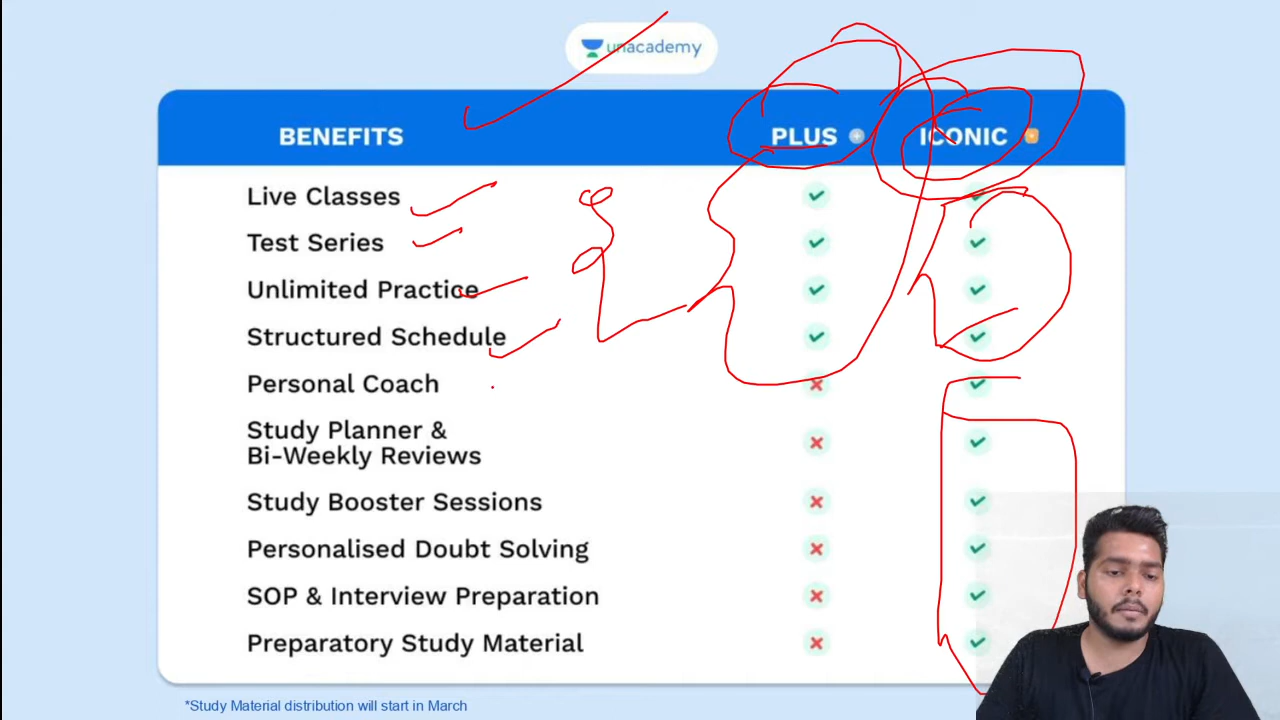 unacademy
BENEFITS PLUS ICONIC
Live Classes
Test Series
Unlimited Practice
Structured Schedule
Personal Coach
Study Planner &
Bi-Weekly Reviews
Study Booster Sessions
Personalised Doubt Solving
SOP & Interview Preparation
Preparatory Study Material
*Study Material distribution will start in March